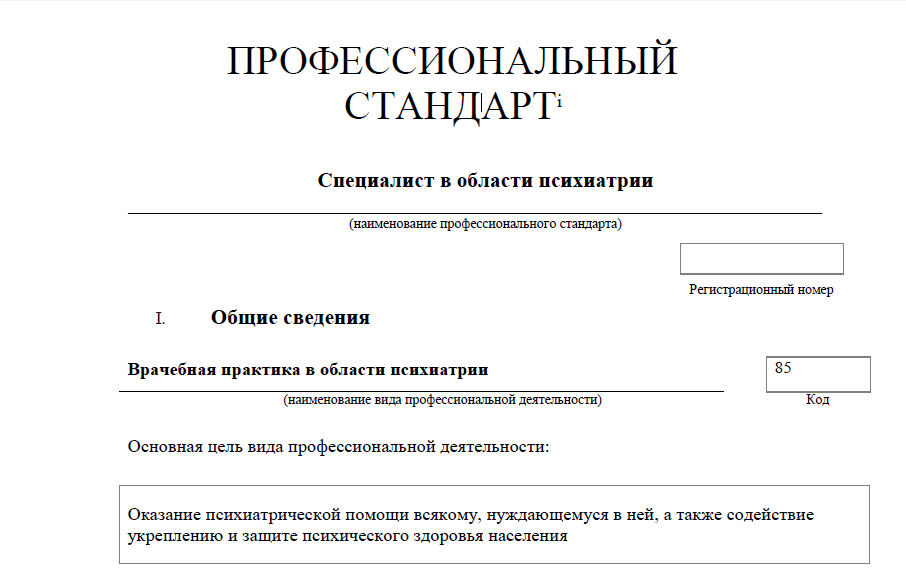 ПРОФЕССИОНАЛЬНЫЙ
СТАНДАРТi
Специалист в области психиатрии
(наименование профессионального стандарта)
Регистрационный номер
I. Общие сведения
Врачебная практика в области психиатрии
85
(наименование вида профессиональной деятельности)
Код
Основная цель вида профессиональной деятельности:
Оказание психиатрической помощи всякому, нуждающемуся в ней, а также содействие
укреплению и защите психического здоровья населения